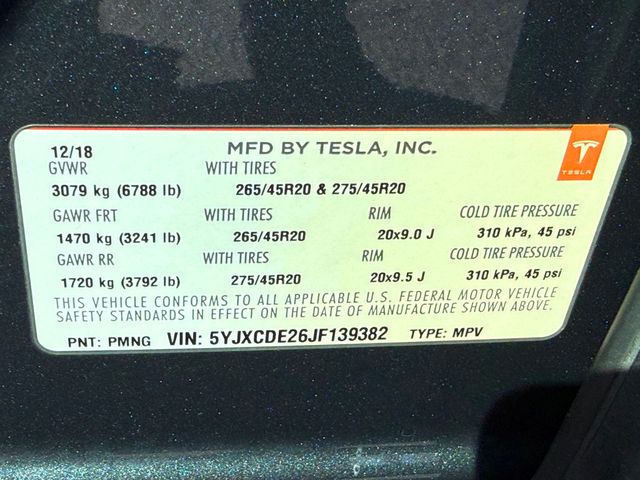 12/18 MFD BY TESLA, INC.
GVWR WITH TIRES
3079 kg (6788 lb) 265/45R20 & 275/45R20
GAWR FRT WITH TIRES RIM COLD TIRE PRESSURE
1470 kg (3241 lb) 265/45R20 20x9.0 J 310 kPa, 45 psi
GAWR RR WITH TIRES RIM COLD TIRE PRESSURE
1720 kg (3792 lb) 275/45R20 20x9.5 J 310 kPa, 45 psi
THIS VEHICLE CONFORMS TO ALL APPLICABLE U.S. FEDERAL MOTOR VEHICLE
SAFETY STANDARDS IN EFFECT ON THE DATE OF MANUFACTURE SHOWN ABOVE.
PNT: PMNG VIN: 5YJXCDE26JF139382 TYPE: MPV
TESLA